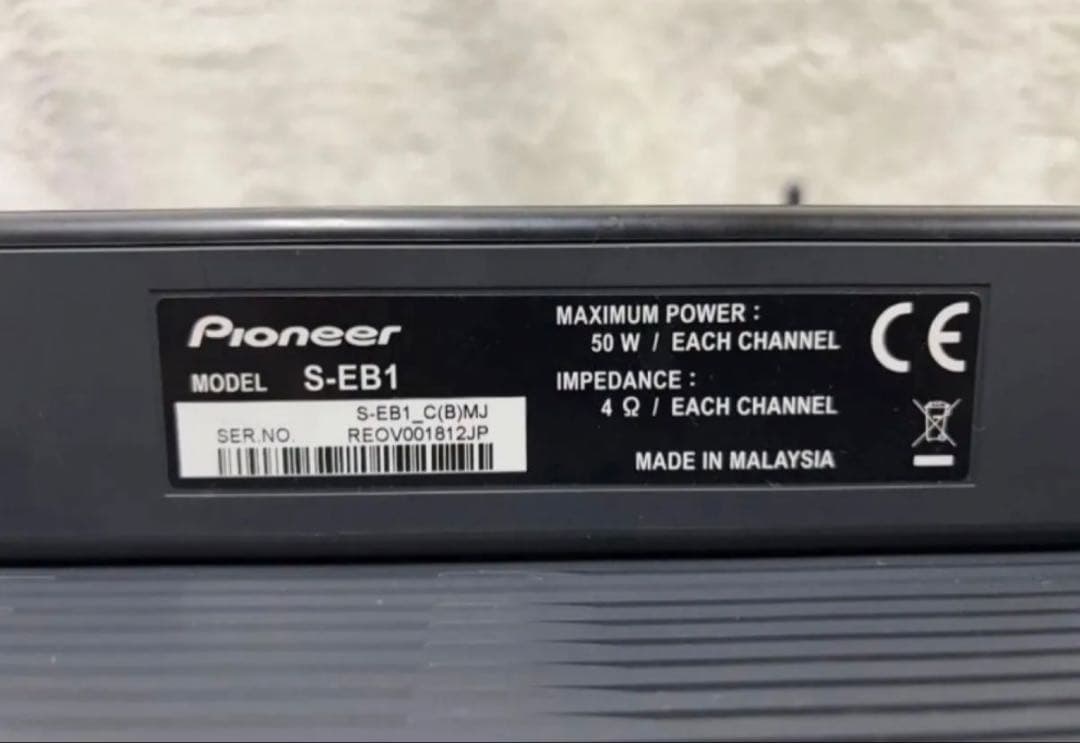 Pioneer
MODEL S-EB1
S-EB1_C(B)MJ
SER.NO. REOV001812JP
MAXIMUM POWER :
50 W / EACH CHANNEL
IMPEDANCE :
4 Ω / EACH CHANNEL
MADE IN MALAYSIA
CE